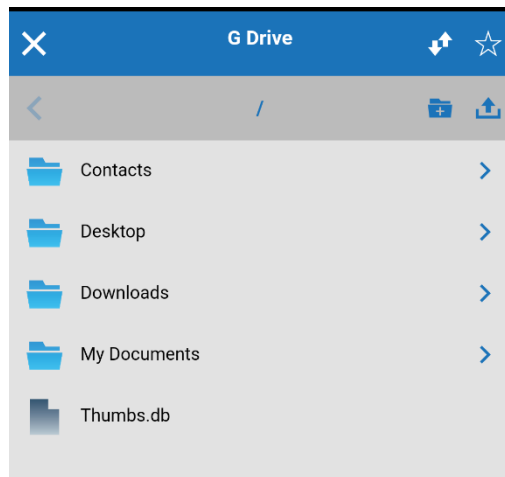 G Drive
/
Contacts
Desktop
Downloads
My Documents
Thumbs.db